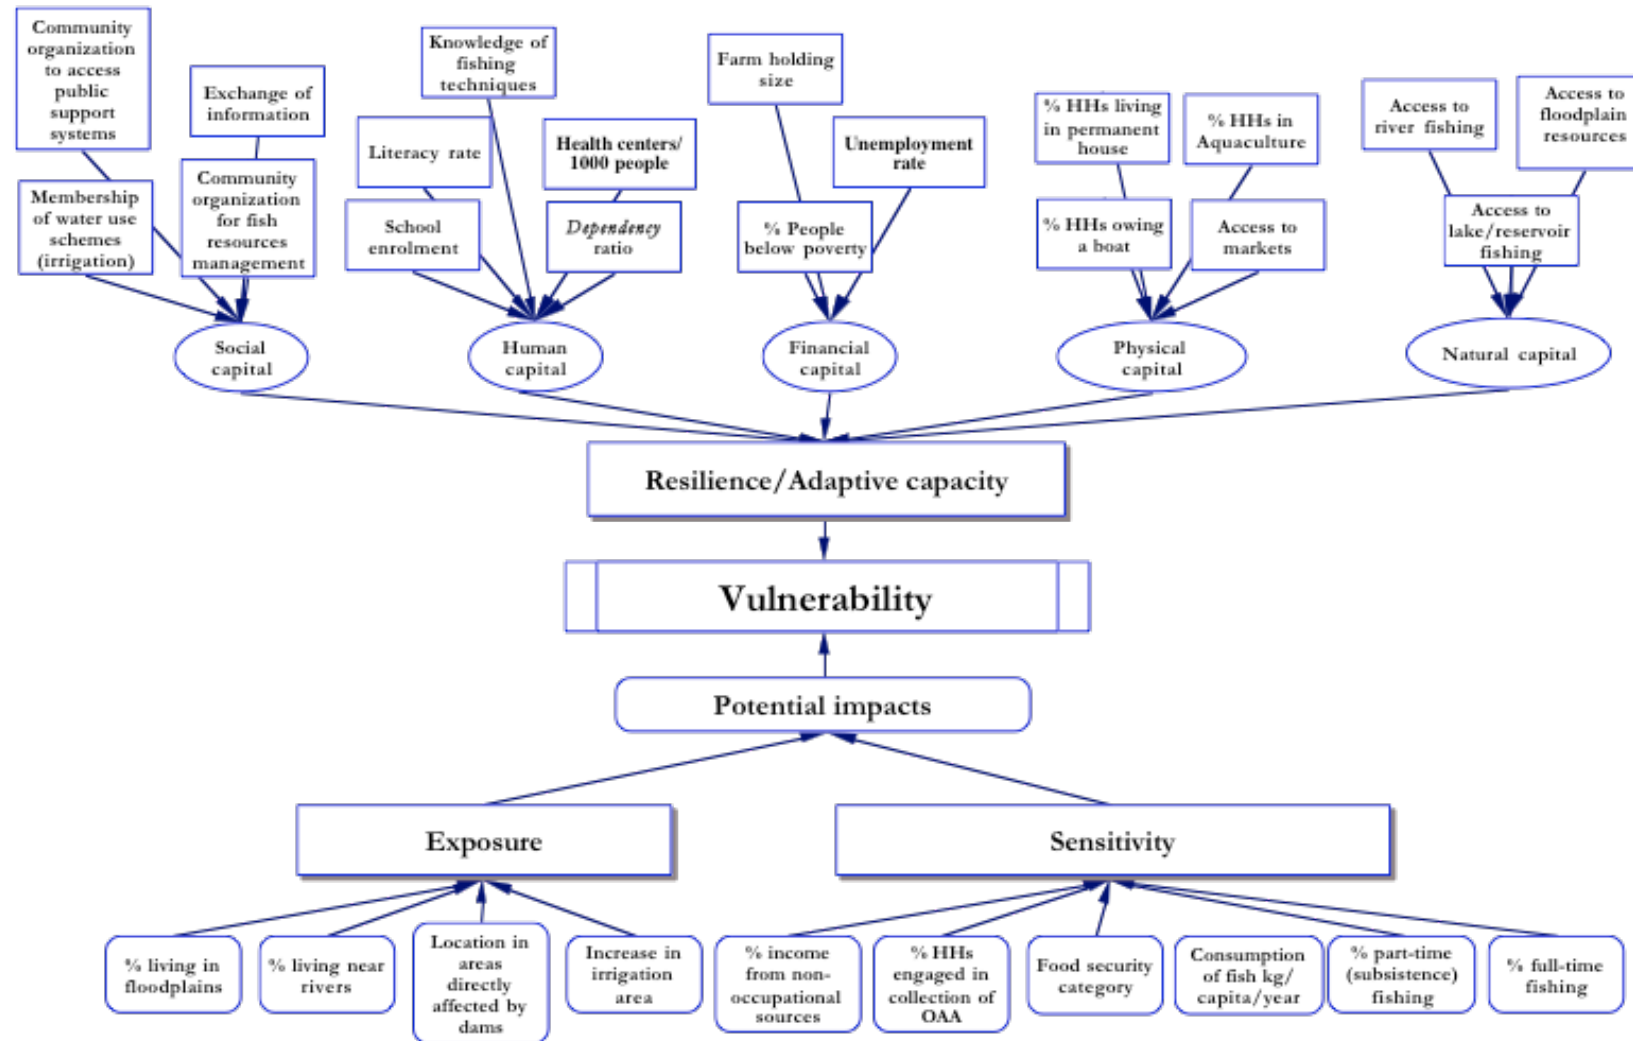 Community
organization
to access
public
support
systems
Exchange of
information
Membership
of water use
schemes
(irrigation)
Community
organization
for fish
resources
management
Knowledge of
fishing
techniques
Literacy rate
Health centers/
1000 people
School
enrolment
Dependency
ratio
Farm holding
size
Unemployment
rate
% People
below poverty
% HHs living
in permanent
house
% HHs in
Aquaculture
% HHs owing
a boat
Access to
markets
Access to
river fishing
Access to
floodplain
resources
Access to
lake/reservoir
fishing
Social
capital
Human
capital
Financial
capital
Physical
capital
Natural capital
Resilience/Adaptive capacity
Vulnerability
Potential impacts
Exposure
Sensitivity
% living in
floodplains
% living near
rivers
Location in
areas
directly
affected by
dams
Increase in
irrigation
area
% income
from non-
occupational
sources
% HHs
engaged in
collection of
OAA
Food security
category
Consumption
of fish kg/
capita/year
% part-time
(subsistence)
fishing
% full-time
fishing